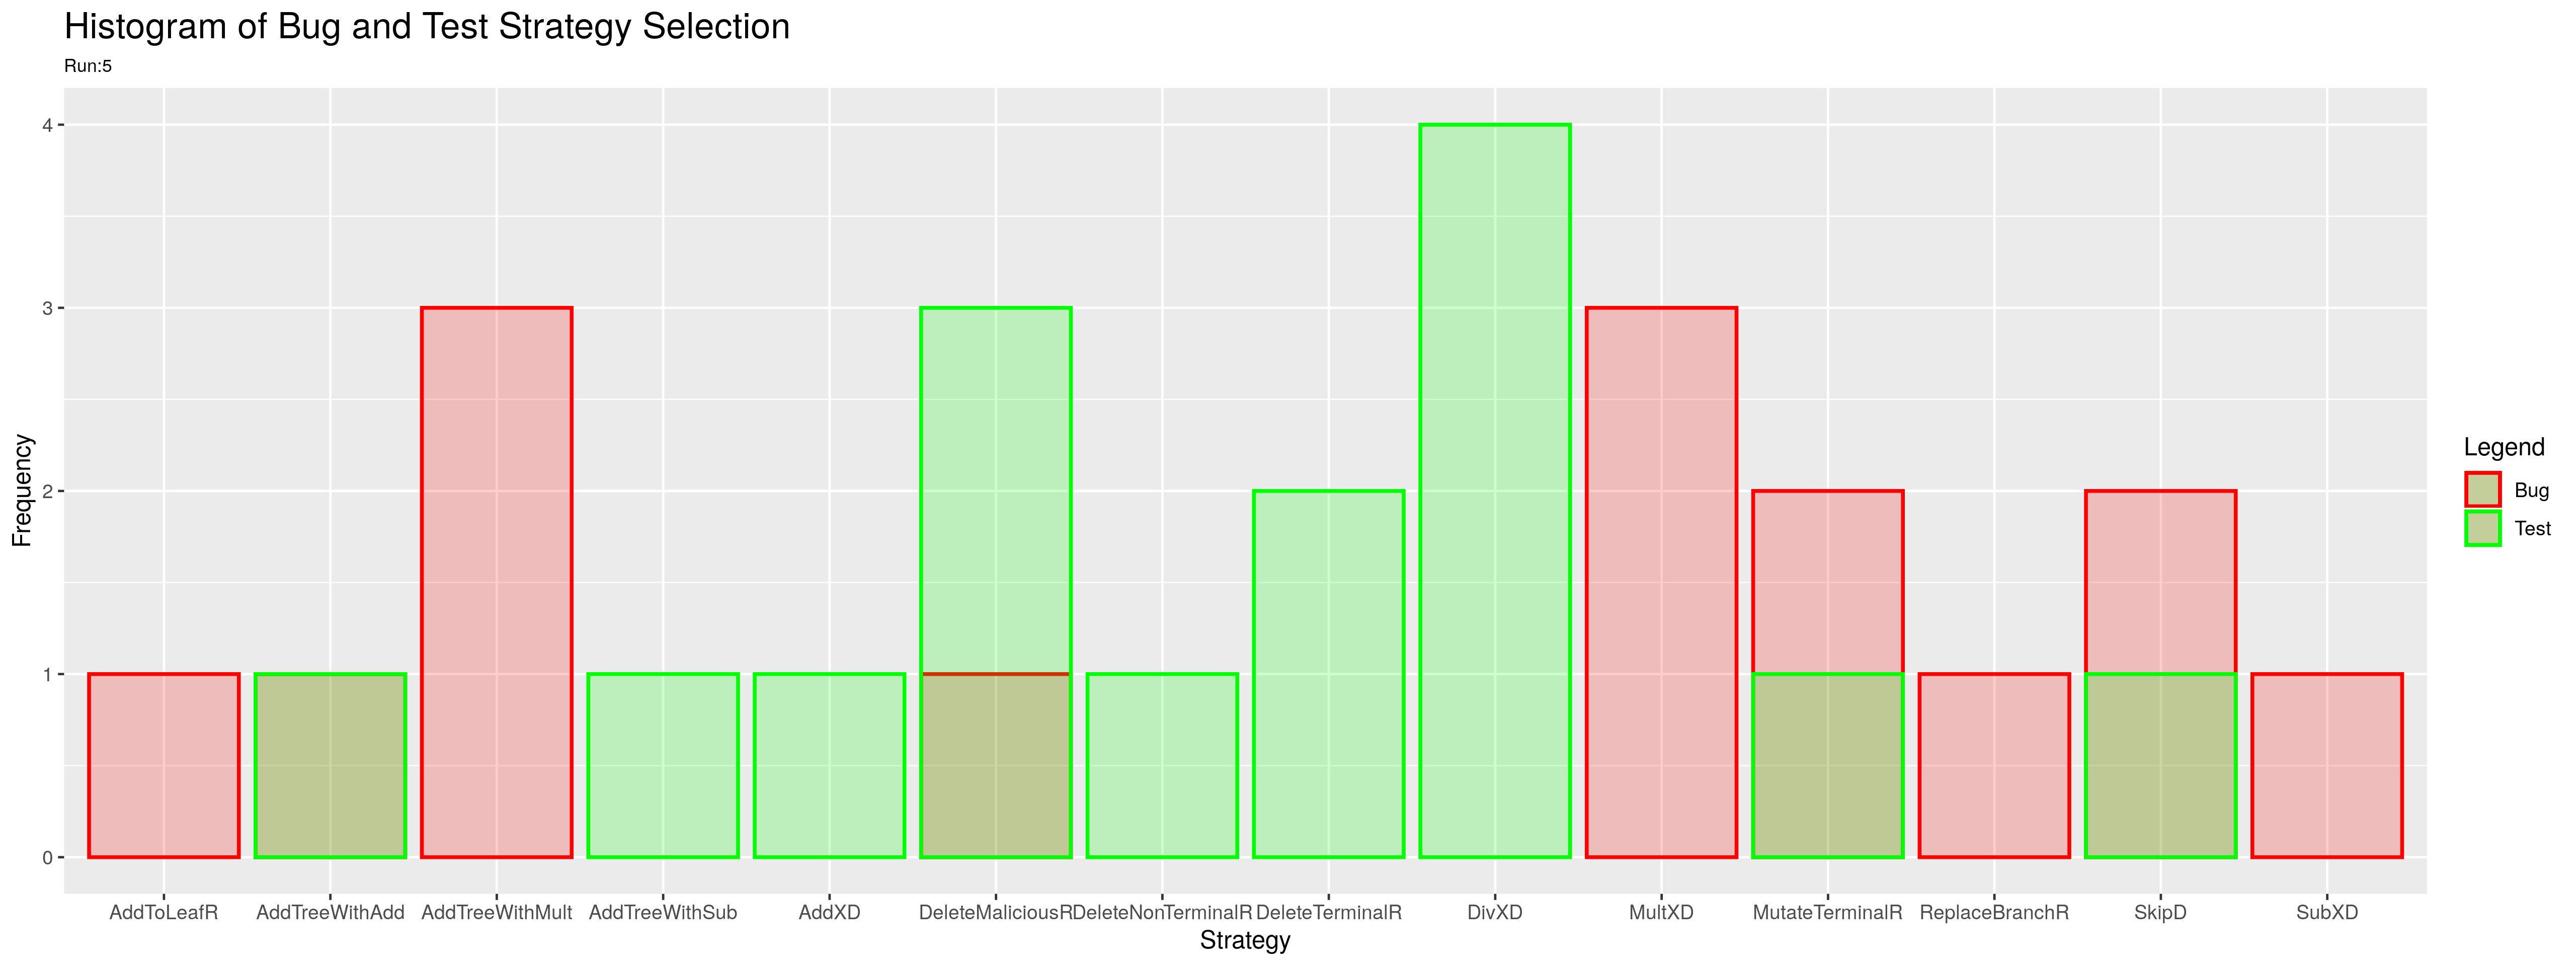 Histogram of Bug and Test Strategy Selection
Run:5
Frequency
4
3
2
1
0
AddToLeafR AddTreeWithAdd AddTreeWithMult AddTreeWithSub AddXD DeleteMaliciousR DeleteNonTerminalR DeleteTerminalR DivXD MultXD MutateTerminalR ReplaceBranchR SkipD SubXD
Strategy
Legend
Bug
Test